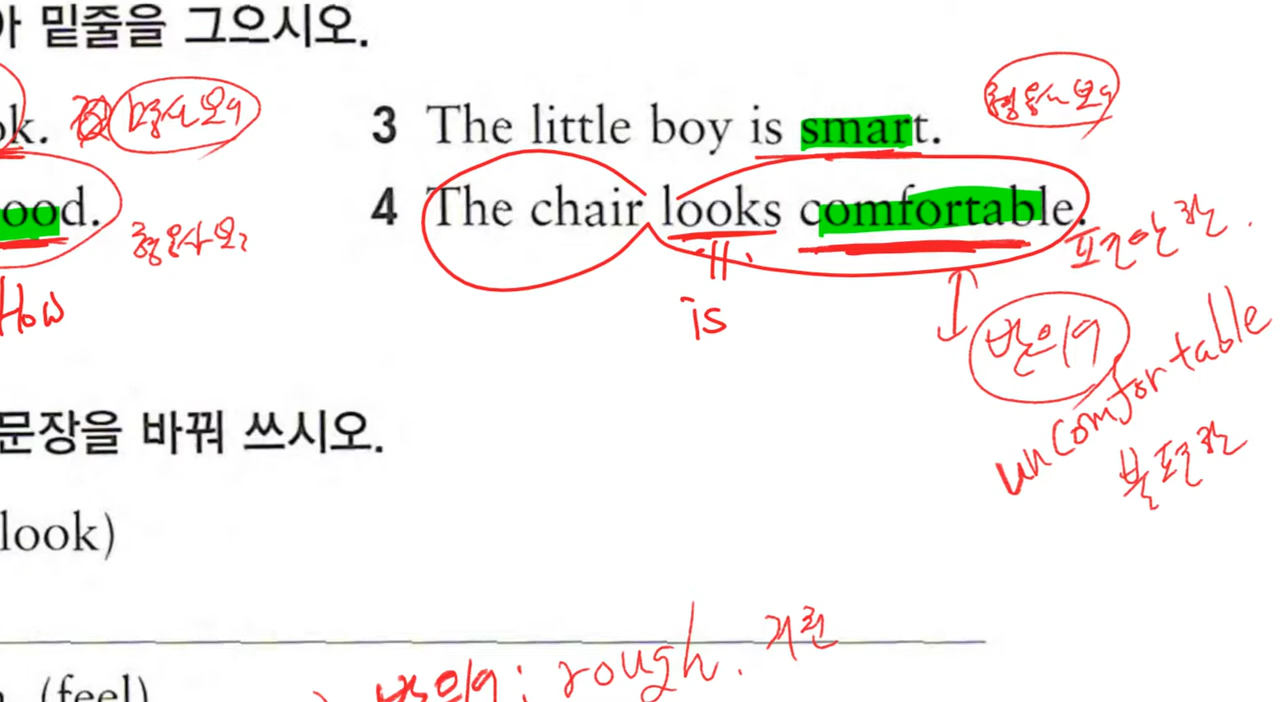 아 밑줄을 그으시오.
ok. 명사보어
3 The little boy is smart. 형용사보어
ood. 형용사보어
4 The chair looks comfortable. 편안한.
How
is
반의어
uncomfortable
불편한
문장을 바꿔 쓰시오.
look)
반의어: rough. 거친
(feel)